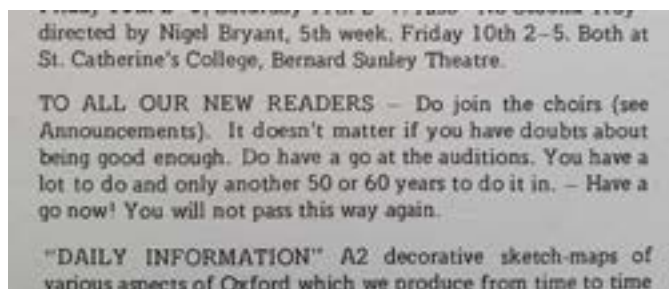 directed by Nigel Bryant, 5th week. Friday 10th 2–5. Both at
St. Catherine's College, Bernard Sunley Theatre.
TO ALL OUR NEW READERS – Do join the choirs (see
Announcements). It doesn't matter if you have doubts about
being good enough. Do have a go at the auditions. You have a
lot to do and only another 50 or 60 years to do it in. – Have a
go now! You will not pass this way again.
"DAILY INFORMATION" A2 decorative sketch-maps of
various aspects of Oxford which we produce from time to time